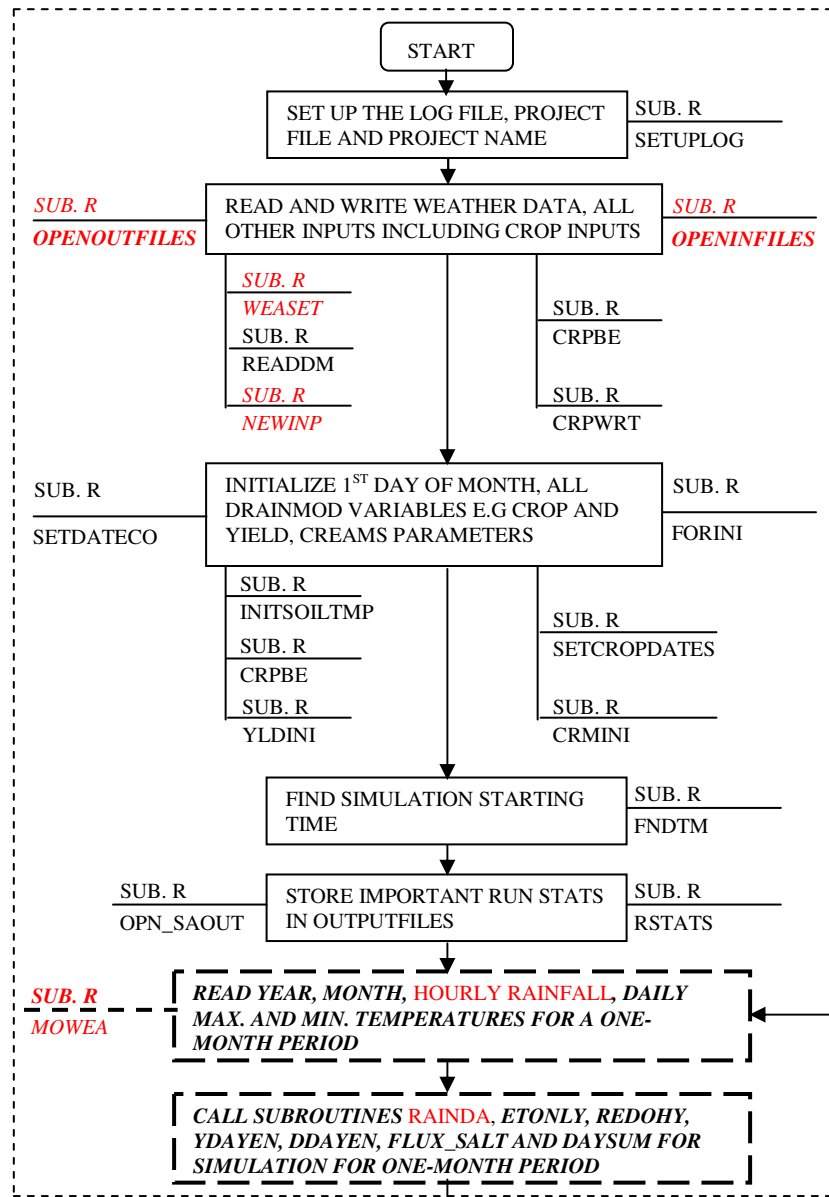 START
SET UP THE LOG FILE, PROJECT
FILE AND PROJECT NAME
SUB. R
SETUPLOG
SUB. R
OPENOUTFILES
READ AND WRITE WEATHER DATA, ALL
OTHER INPUTS INCLUDING CROP INPUTS
SUB. R
OPENINFILES
SUB. R
WEASET
SUB. R
READDM
SUB. R
NEWINP
SUB. R
CRPBE
SUB. R
CRPWRT
SUB. R
SETDATECO
INITIALIZE 1ST DAY OF MONTH, ALL
DRAINMOD VARIABLES E.G CROP AND
YIELD, CREAMS PARAMETERS
SUB. R
FORINI
SUB. R
INITSOILTMP
SUB. R
CRPBE
SUB. R
YLDINI
SUB. R
SETCROPDATES
SUB. R
CRMINI
FIND SIMULATION STARTING
TIME
SUB. R
FNDTM
SUB. R
OPN_SAOUT
STORE IMPORTANT RUN STATS
IN OUTPUTFILES
SUB. R
RSTATS
SUB. R
MOWEA
READ YEAR, MONTH, HOURLY RAINFALL, DAILY
MAX. AND MIN. TEMPERATURES FOR A ONE-
MONTH PERIOD
CALL SUBROUTINES RAINDA, ETONLY, REDOHY,
YDAYEN, DDAYEN, FLUX_SALT AND DAYSUM FOR
SIMULATION FOR ONE-MONTH PERIOD